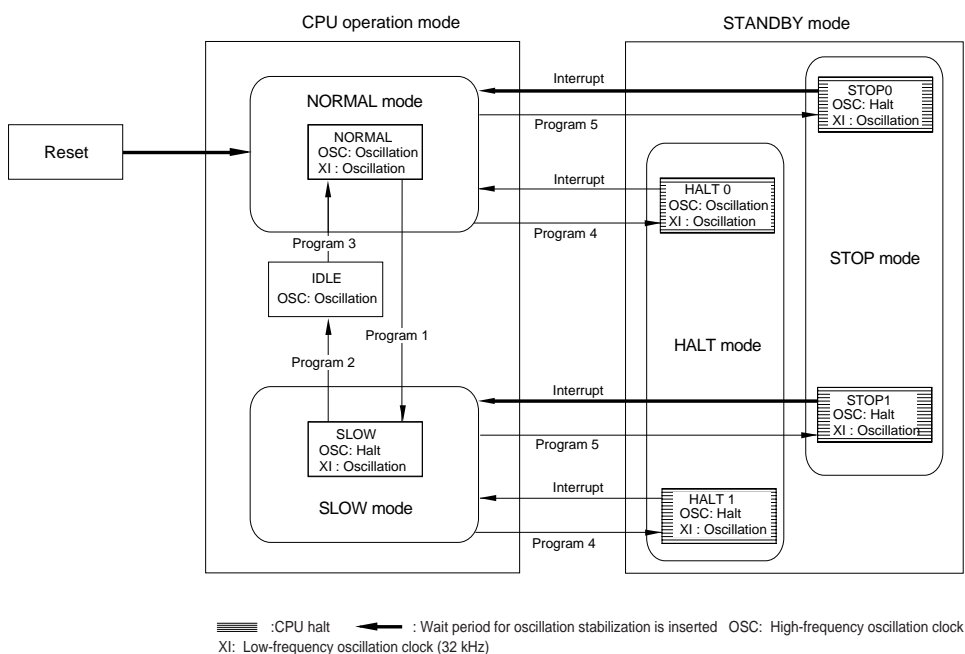 CPU operation mode
STANDBY mode
Reset
NORMAL mode
NORMAL
OSC: Oscillation
XI : Oscillation
Program 3
IDLE
OSC: Oscillation
Program 1
Program 2
SLOW
OSC: Halt
XI : Oscillation
SLOW mode
Interrupt
Program 5
Interrupt
Program 4
Interrupt
Program 5
Interrupt
Program 4
HALT 0
OSC: Oscillation
XI : Oscillation
HALT mode
HALT 1
OSC: Halt
XI : Oscillation
STOP0
OSC: Halt
XI : Oscillation
STOP mode
STOP1
OSC: Halt
XI : Oscillation
:CPU halt : Wait period for oscillation stabilization is inserted OSC: High-frequency oscillation clock
XI: Low-frequency oscillation clock (32 kHz)